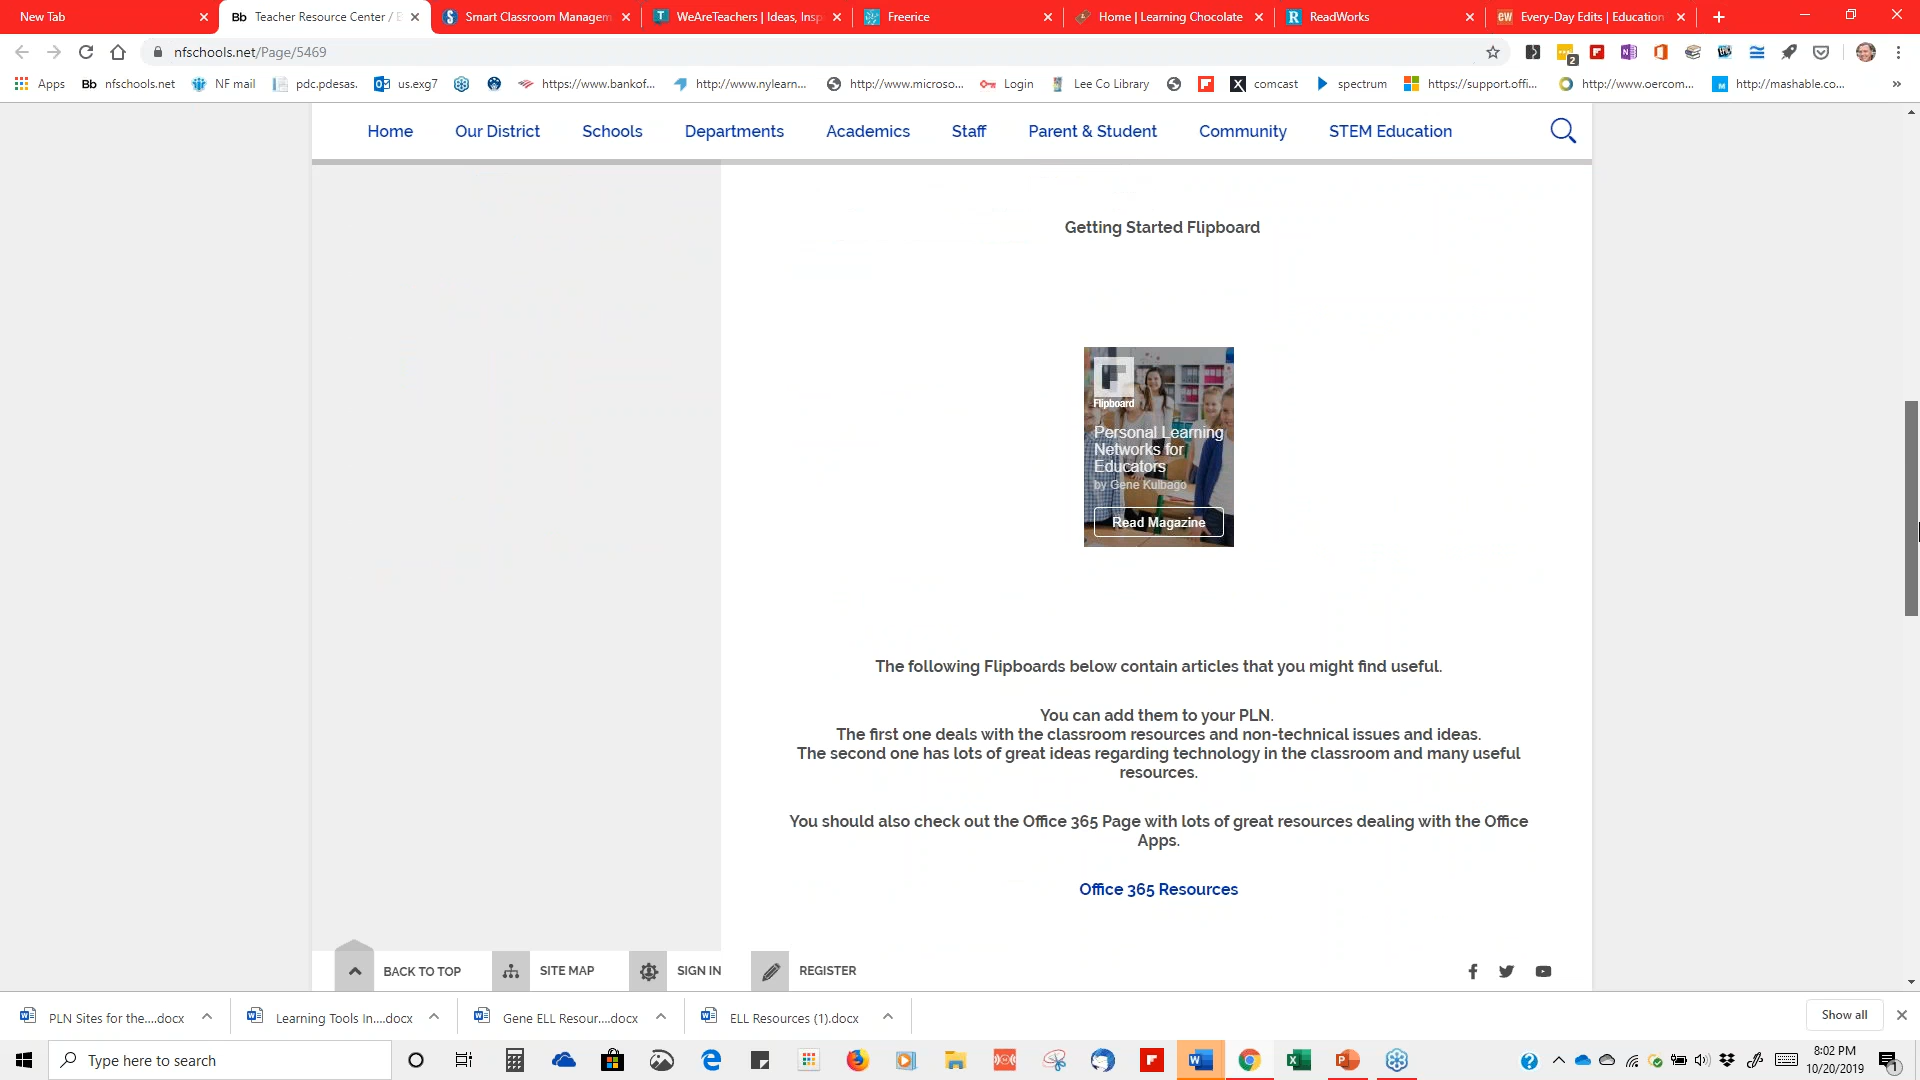 New Tab
Bb Teacher Resource Center / E
Smart Classroom Managem
WeAreTeachers | Ideas, Insp
Freerice
Home | Learning Chocolate
ReadWorks
Every-Day Edits | Education
nfschools.net/Page/5469
Apps Bb nfschools.net NF mail pdc.pdesas. us.exg7 https://www.bankof... http://www.nylearn... http://www.microso... Login Lee Co Library comcast spectrum https://support.offi... http://www.oercom... http://mashable.co... »
Home Our District Schools Departments Academics Staff Parent & Student Community STEM Education
Getting Started Flipboard
Flipboard
Personal Learning
Networks for
Educators
by Gene Kulbago
Read Magazine
The following Flipboards below contain articles that you might find useful.
You can add them to your PLN.
The first one deals with the classroom resources and non-technical issues and ideas.
The second one has lots of great ideas regarding technology in the classroom and many useful
resources.
You should also check out the Office 365 Page with lots of great resources dealing with the Office
Apps.
Office 365 Resources
BACK TO TOP SITE MAP SIGN IN REGISTER
PLN Sites for the....docx Learning Tools In....docx Gene ELL Resour....docx ELL Resources (1).docx Show all
Type here to search
8:02 PM
10/20/2019